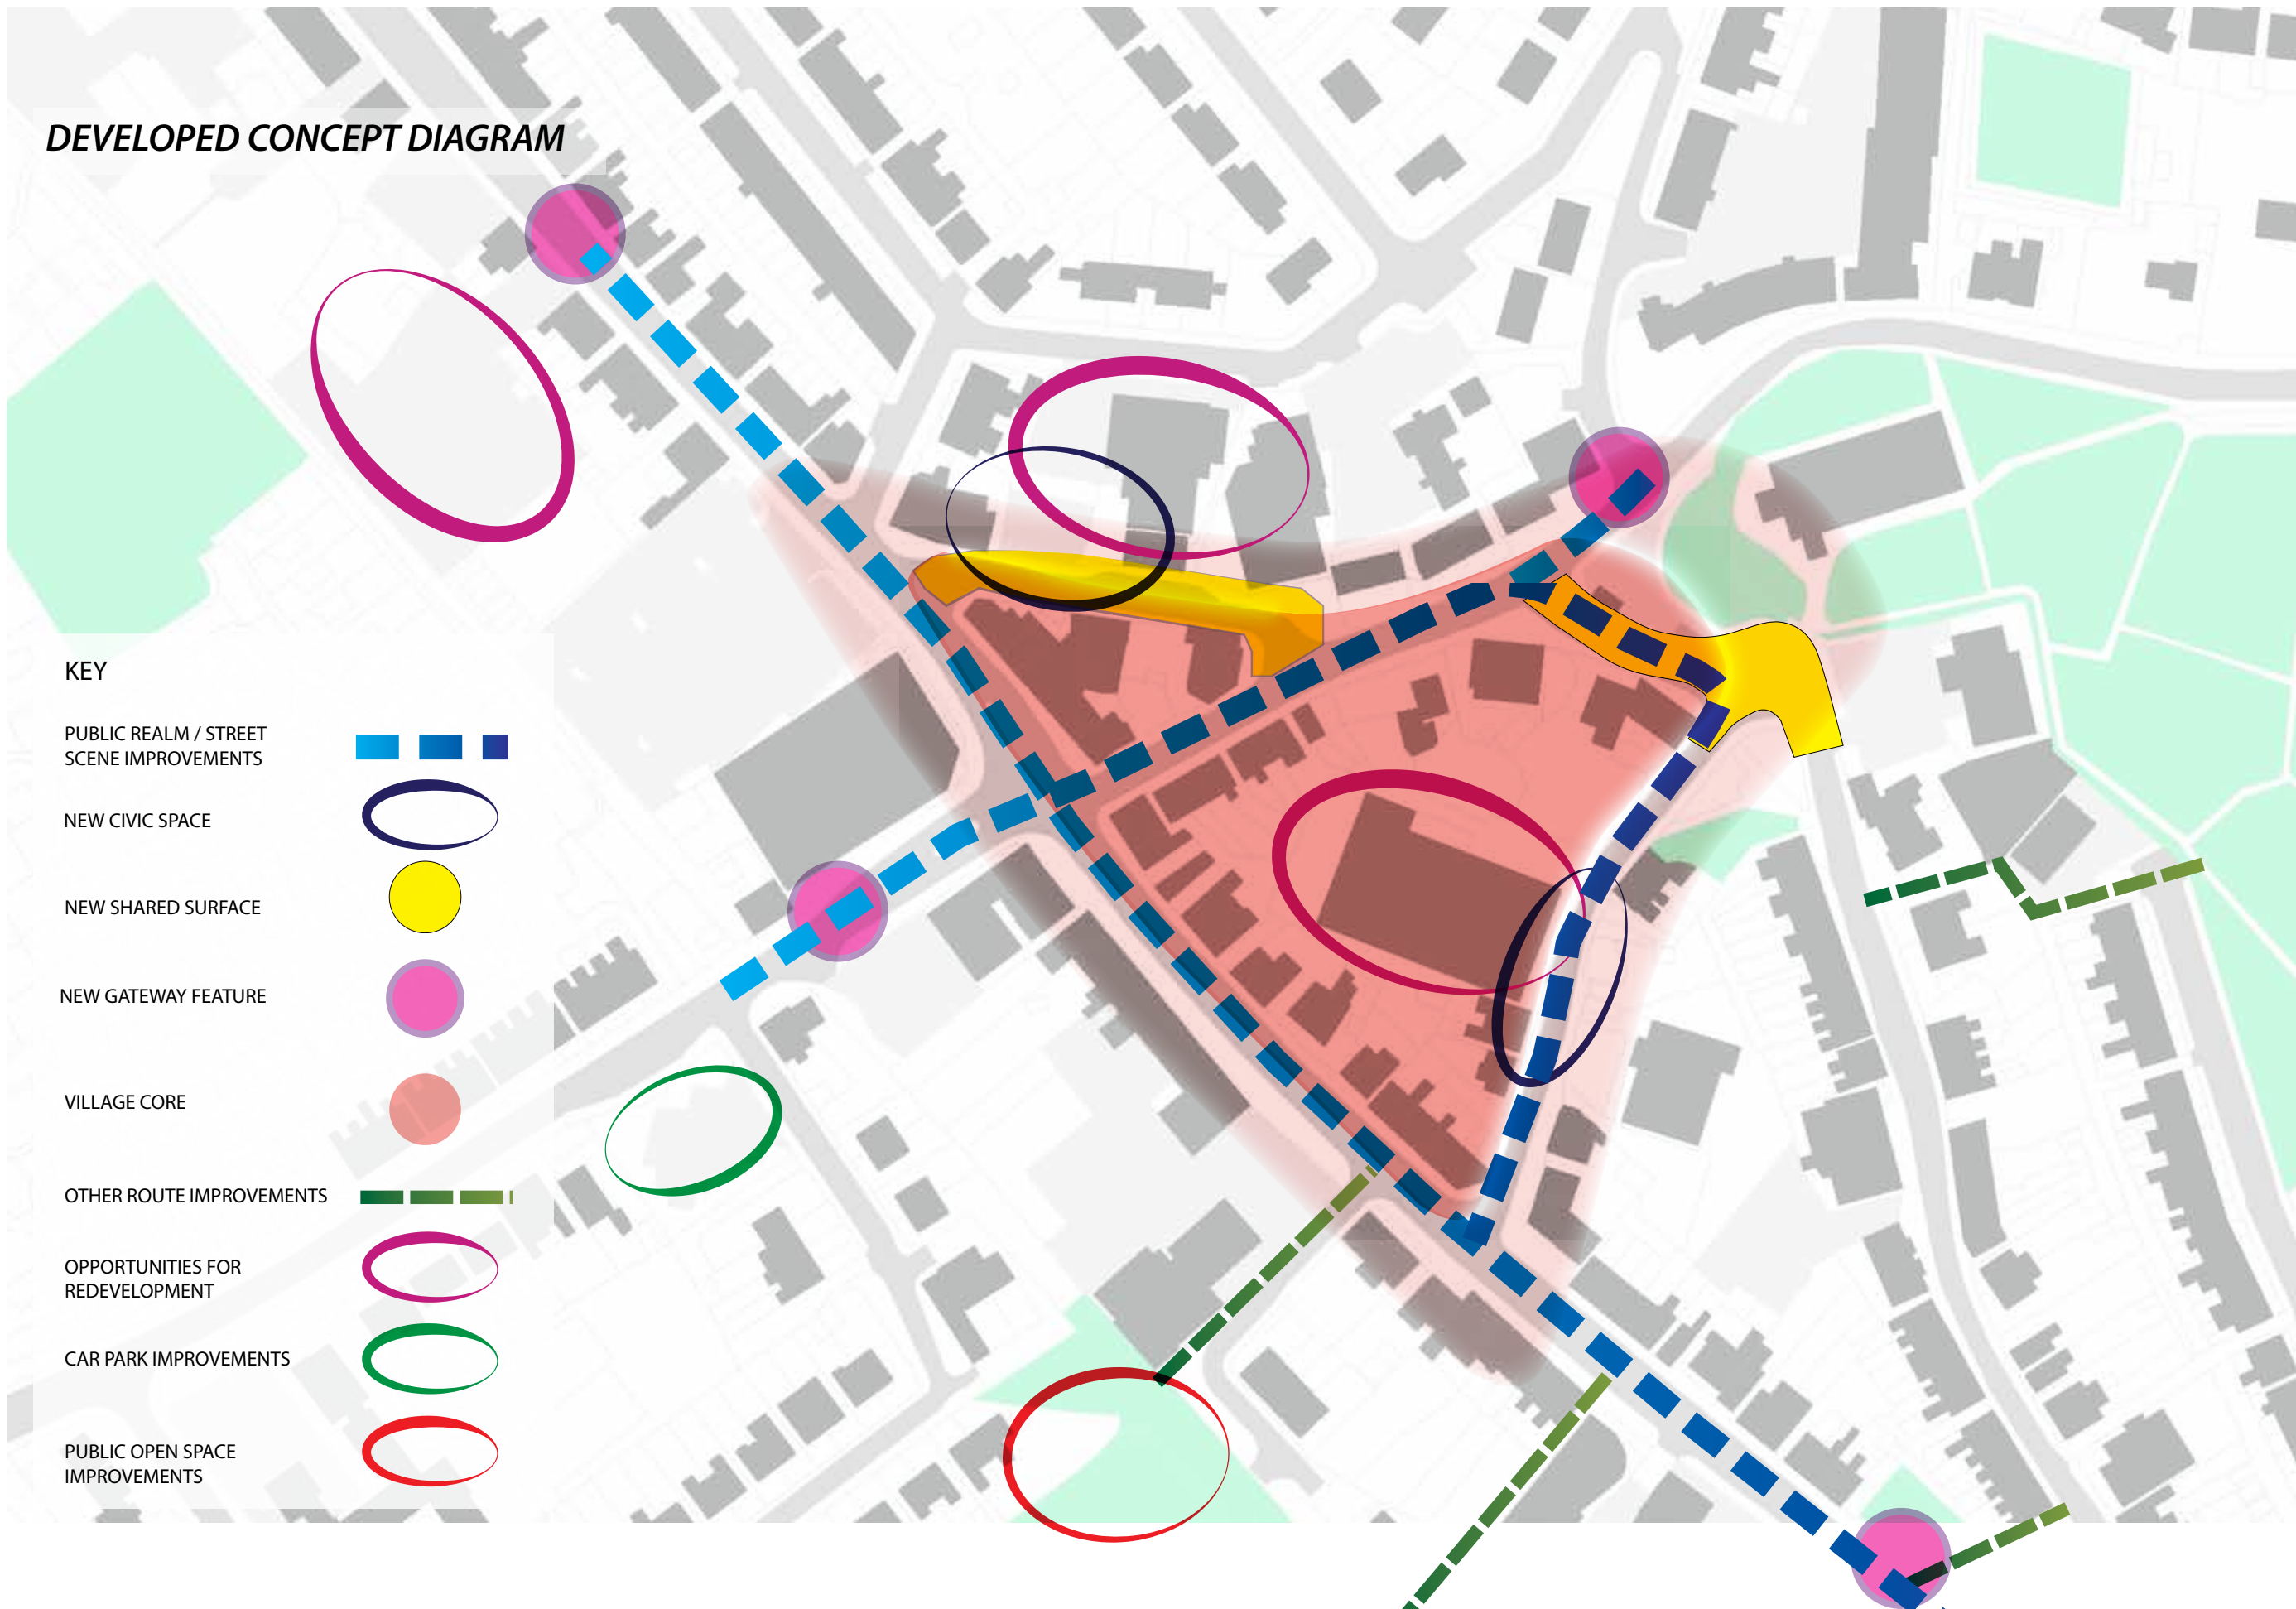 DEVELOPED CONCEPT DIAGRAM
KEY
PUBLIC REALM / STREET
SCENE IMPROVEMENTS
NEW CIVIC SPACE
NEW SHARED SURFACE
NEW GATEWAY FEATURE
VILLAGE CORE
OTHER ROUTE IMPROVEMENTS
OPPORTUNITIES FOR
REDEVELOPMENT
CAR PARK IMPROVEMENTS
PUBLIC OPEN SPACE
IMPROVEMENTS